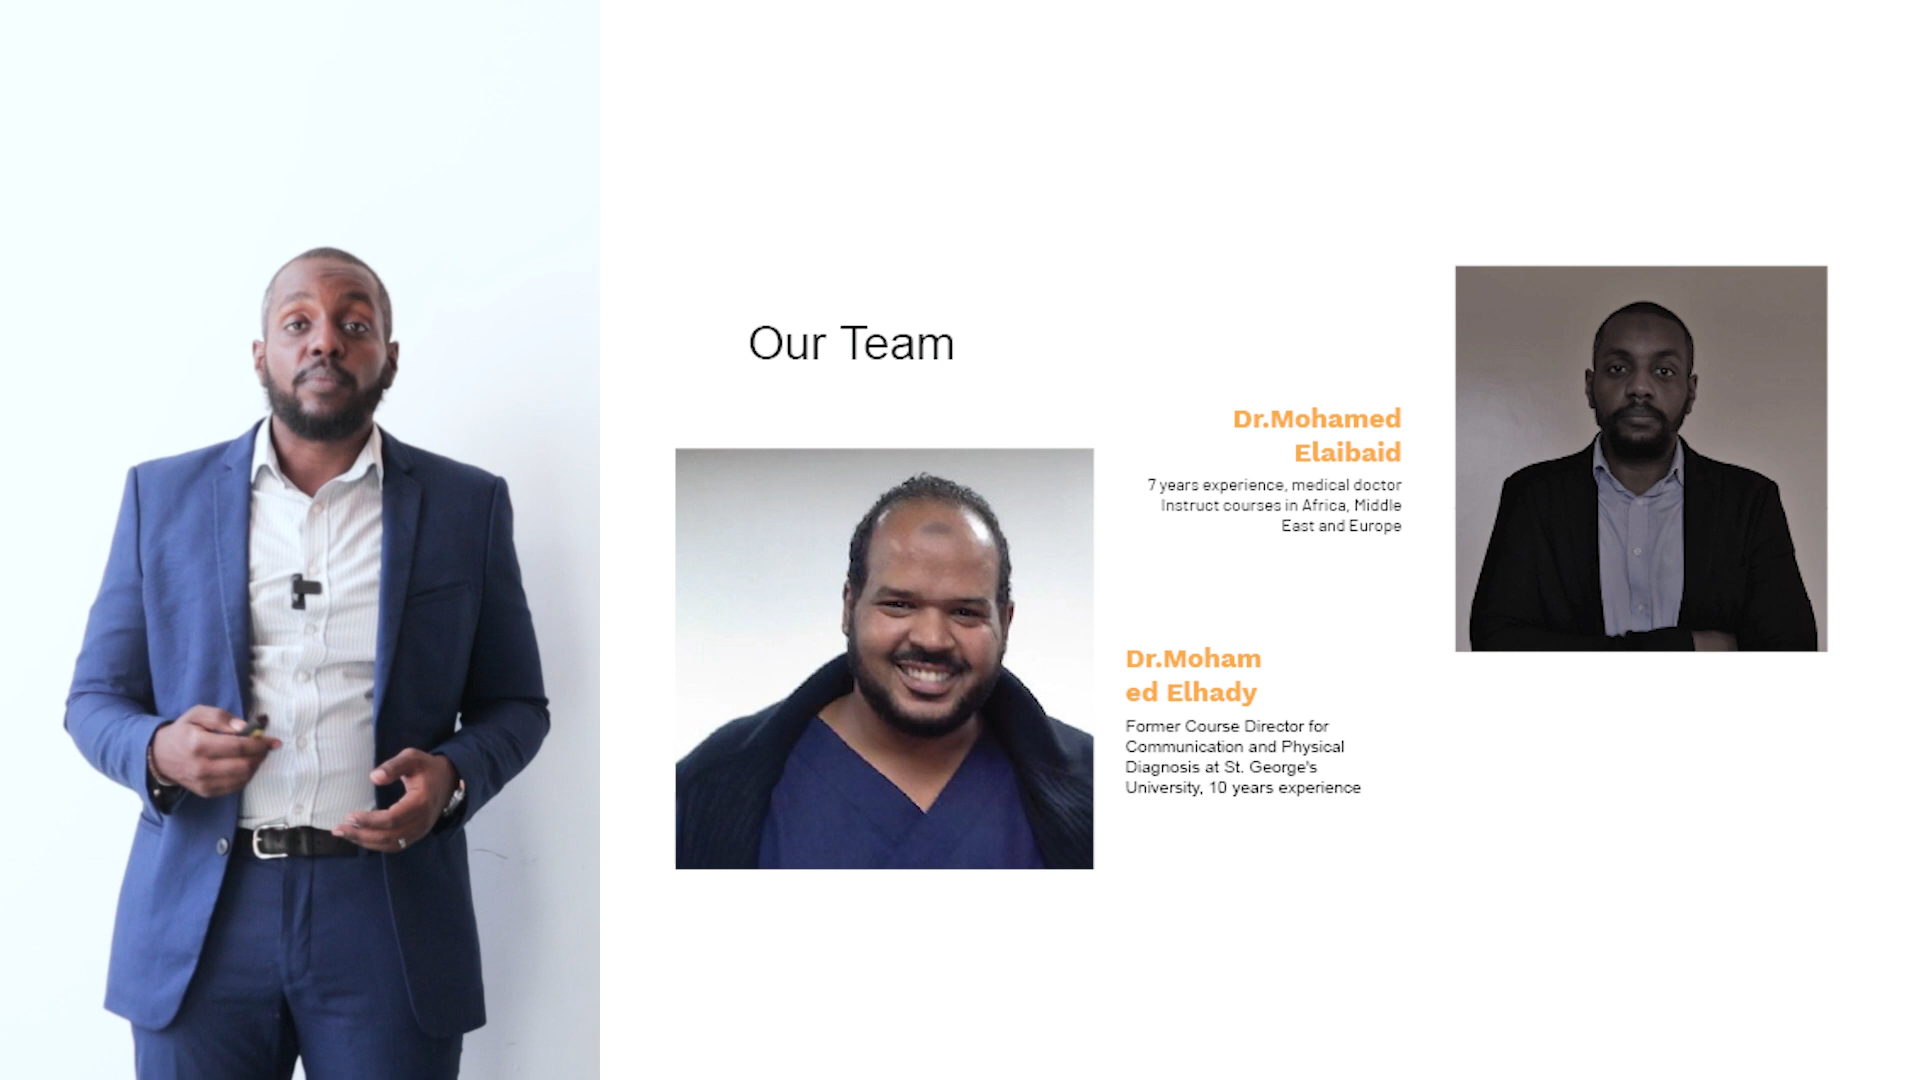 Our Team
Dr.Mohamed
Elaibaid
7 years experience, medical doctor
Instruct courses in Africa, Middle
East and Europe
Dr.Moham
ed Elhady
Former Course Director for
Communication and Physical
Diagnosis at St. George's
University, 10 years experience